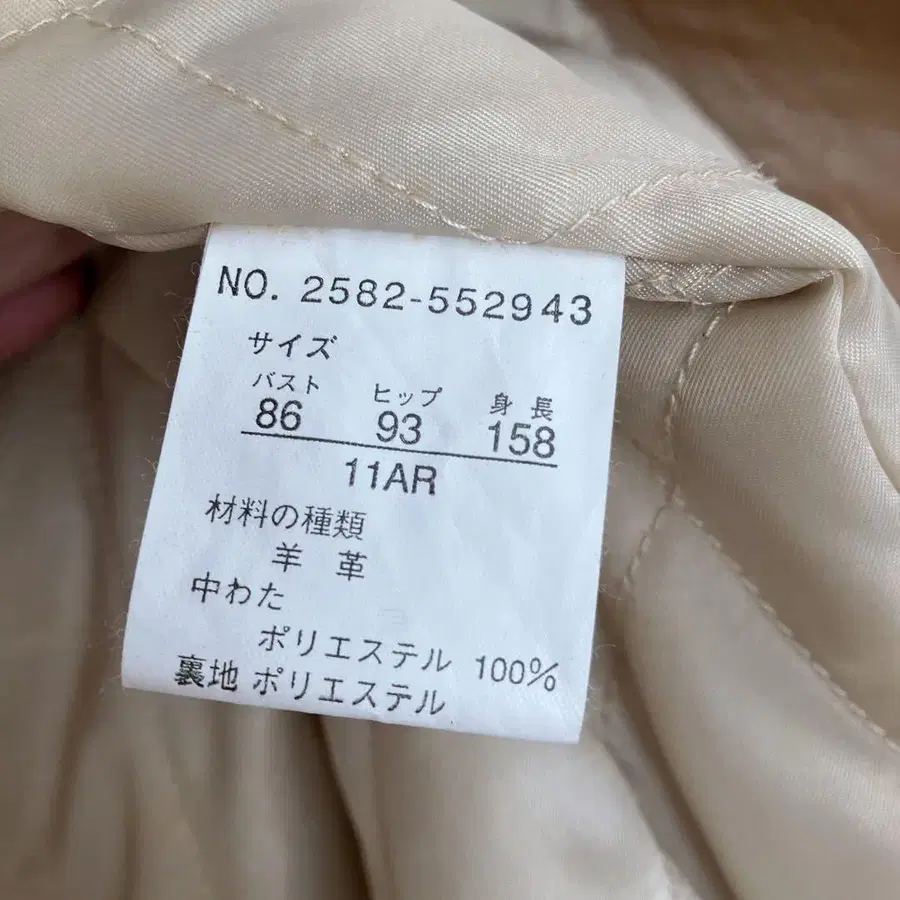 NO. 2582-552943
サイズ
バスト ヒップ 身長
86 93 158
11AR
材料の種類
羊 革
中わた
ポリエステル 100%
裏地 ポリエステル